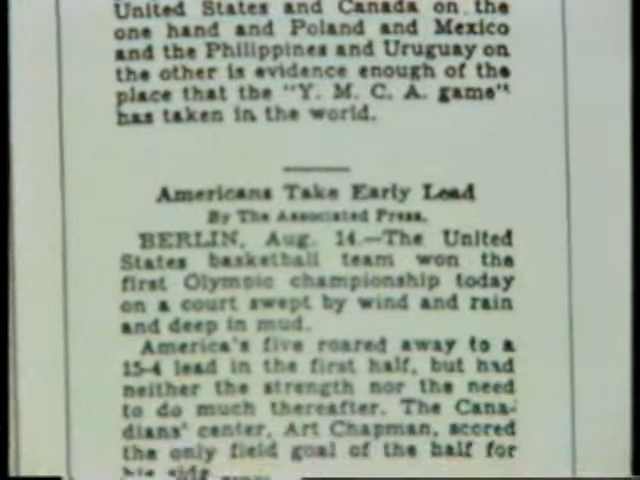 United States and Canada on the
one hand and Poland and Mexico
and the Philippines and Uruguay on
the other is evidence enough of the
place that the "Y. M. C. A. game"
has taken in the world.
Americans Take Early Lead
By The Associated Press.
BERLIN, Aug. 14.—The United
States basketball team won the
first Olympic championship today
on a court swept by wind and rain
and deep in mud.
America's five roared away to a
15-4 lead in the first half, but had
neither the strength nor the need
to do much thereafter. The Cana-
dians' center, Art Chapman, scored
the only field goal of the half for
his side